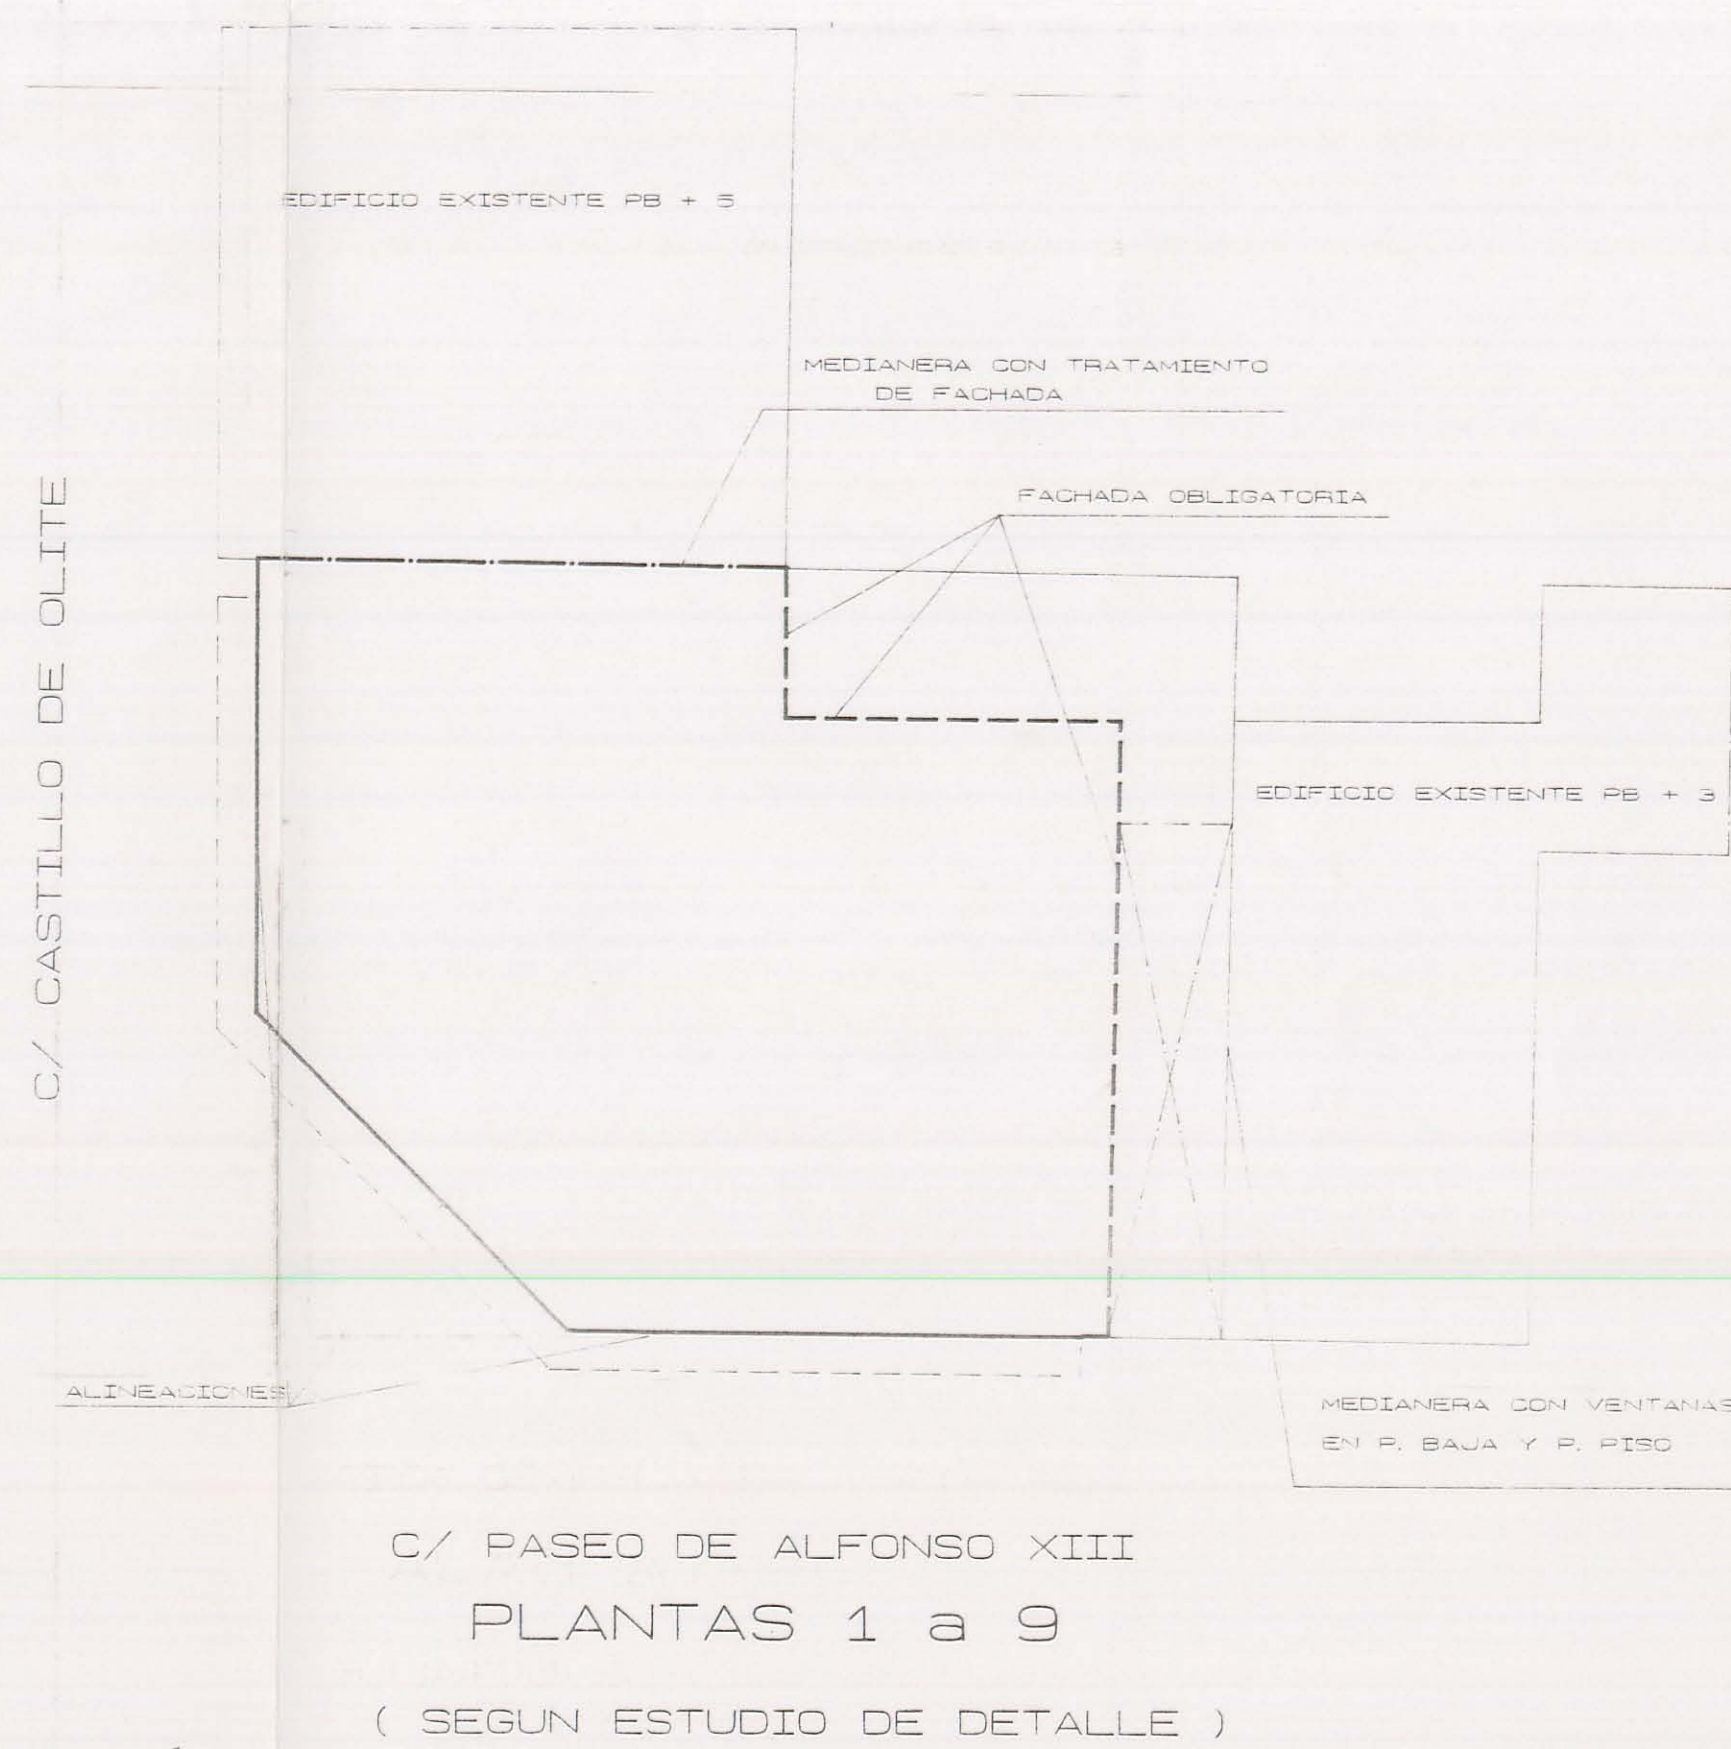 EDIFICIO EXISTENTE PB + 5
MEDIANERA CON TRATAMIENTO
DE FACHADA
FACHADA OBLIGATORIA
C/ CASTILLO DE OLITE
EDIFICIO EXISTENTE PB + 3
ALINEACIONES
MEDIANERA CON VENTANAS
EN P. BAJA Y P. PISO
C/ PASEO DE ALFONSO XIII
PLANTAS 1 a 9
( SEGUN ESTUDIO DE DETALLE )